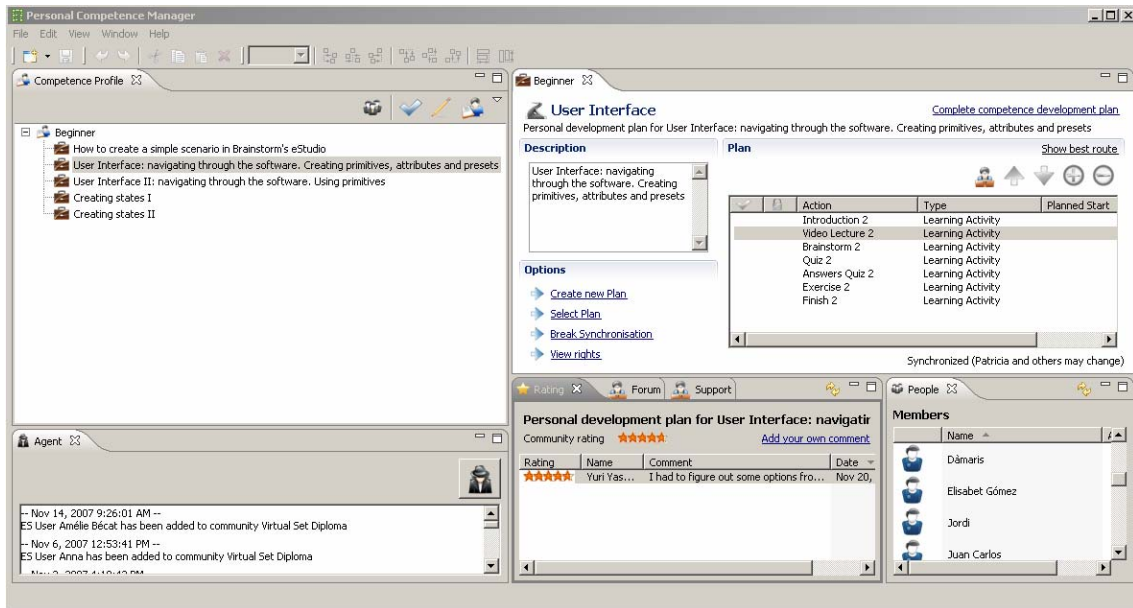 Personal Competence Manager
File Edit View Window Help
Competence Profile
Beginner
How to create a simple scenario in Brainstorm's eStudio
User Interface: navigating through the software. Creating primitives, attributes and presets
User Interface II: navigating through the software. Using primitives
Creating states I
Creating states II
Agent
-- Nov 14, 2007 9:26:01 AM --
ES User Amélie Bécat has been added to community Virtual Set Diploma
-- Nov 6, 2007 12:53:41 PM --
ES User Anna has been added to community Virtual Set Diploma
Beginner
User Interface
Complete competence development plan
Personal development plan for User Interface: navigating through the software. Creating primitives, attributes and presets
Description
User Interface: navigating
through the software. Creating
primitives, attributes and presets
Options
Create new Plan
Select Plan
Break Synchronisation
View rights
Plan
Show best route
Action Type Planned Start
Introduction 2 Learning Activity
Video Lecture 2 Learning Activity
Brainstorm 2 Learning Activity
Quiz 2 Learning Activity
Answers Quiz 2 Learning Activity
Exercise 2 Learning Activity
Finish 2 Learning Activity
Synchronized (Patricia and others may change)
Rating Forum Support
Personal development plan for User Interface: navigatir
Community rating Add your own comment
Rating Name Comment Date
Yuri Yas... I had to figure out some options fro... Nov 20,
People
Members
Name
Dàmaris
Elisabet Gómez
Jordi
Juan Carlos